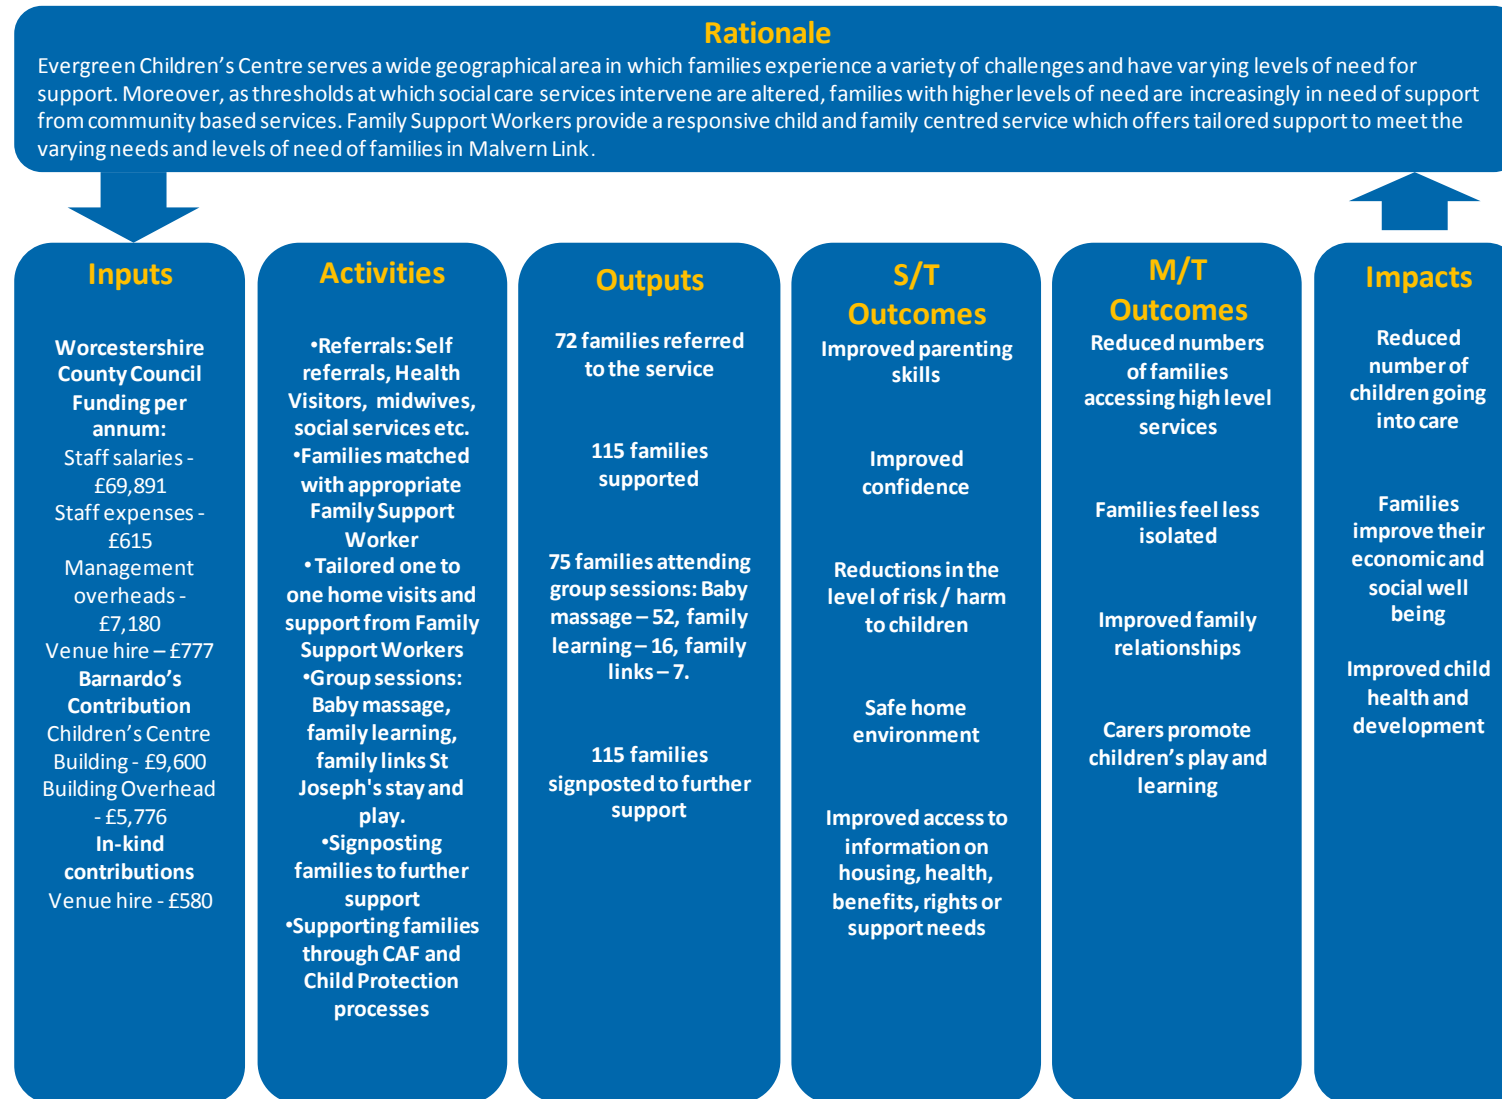 Rationale
Evergreen Children’s Centre serves a wide geographical area in which families experience a variety of challenges and have varying levels of need for
support. Moreover, as thresholds at which social care services intervene are altered, families with higher levels of need are increasingly in need of support
from community based services. Family Support Workers provide a responsive child and family centred service which offers tailored support to meet the
varying needs and levels of need of families in Malvern Link.
Inputs
Worcestershire
County Council
Funding per
annum:
Staff salaries -
£69,891
Staff expenses -
£615
Management
overheads -
£7,180
Venue hire – £777
Barnardo’s
Contribution
Children’s Centre
Building - £9,600
Building Overhead
- £5,776
In-kind
contributions
Venue hire - £580
Activities
•Referrals: Self
referrals, Health
Visitors, midwives,
social services etc.
•Families matched
with appropriate
Family Support
Worker
• Tailored one to
one home visits and
support from Family
Support Workers
•Group sessions:
Baby massage,
family learning,
family links St
Joseph's stay and
play.
•Signposting
families to further
support
•Supporting families
through CAF and
Child Protection
processes
Outputs
72 families referred
to the service
115 families
supported
75 families attending
group sessions: Baby
massage – 52, family
learning – 16, family
links – 7.
115 families
signposted to further
support
S/T
Outcomes
Improved parenting
skills
Improved
confidence
Reductions in the
level of risk / harm
to children
Safe home
environment
Improved access to
information on
housing, health,
benefits, rights or
support needs
M/T
Outcomes
Reduced numbers
of families
accessing high level
services
Families feel less
isolated
Improved family
relationships
Carers promote
children’s play and
learning
Impacts
Reduced
number of
children going
into care
Families
improve their
economic and
social well
being
Improved child
health and
development